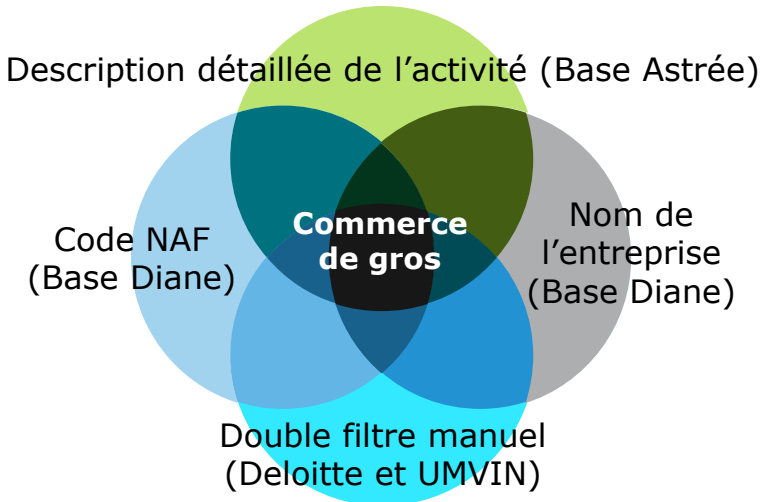 Description détaillée de l’activité (Base Astrée)
Code NAF
(Base Diane)
Commerce
de gros
Nom de
l’entreprise
(Base Diane)
Double filtre manuel
(Deloitte et UMVIN)